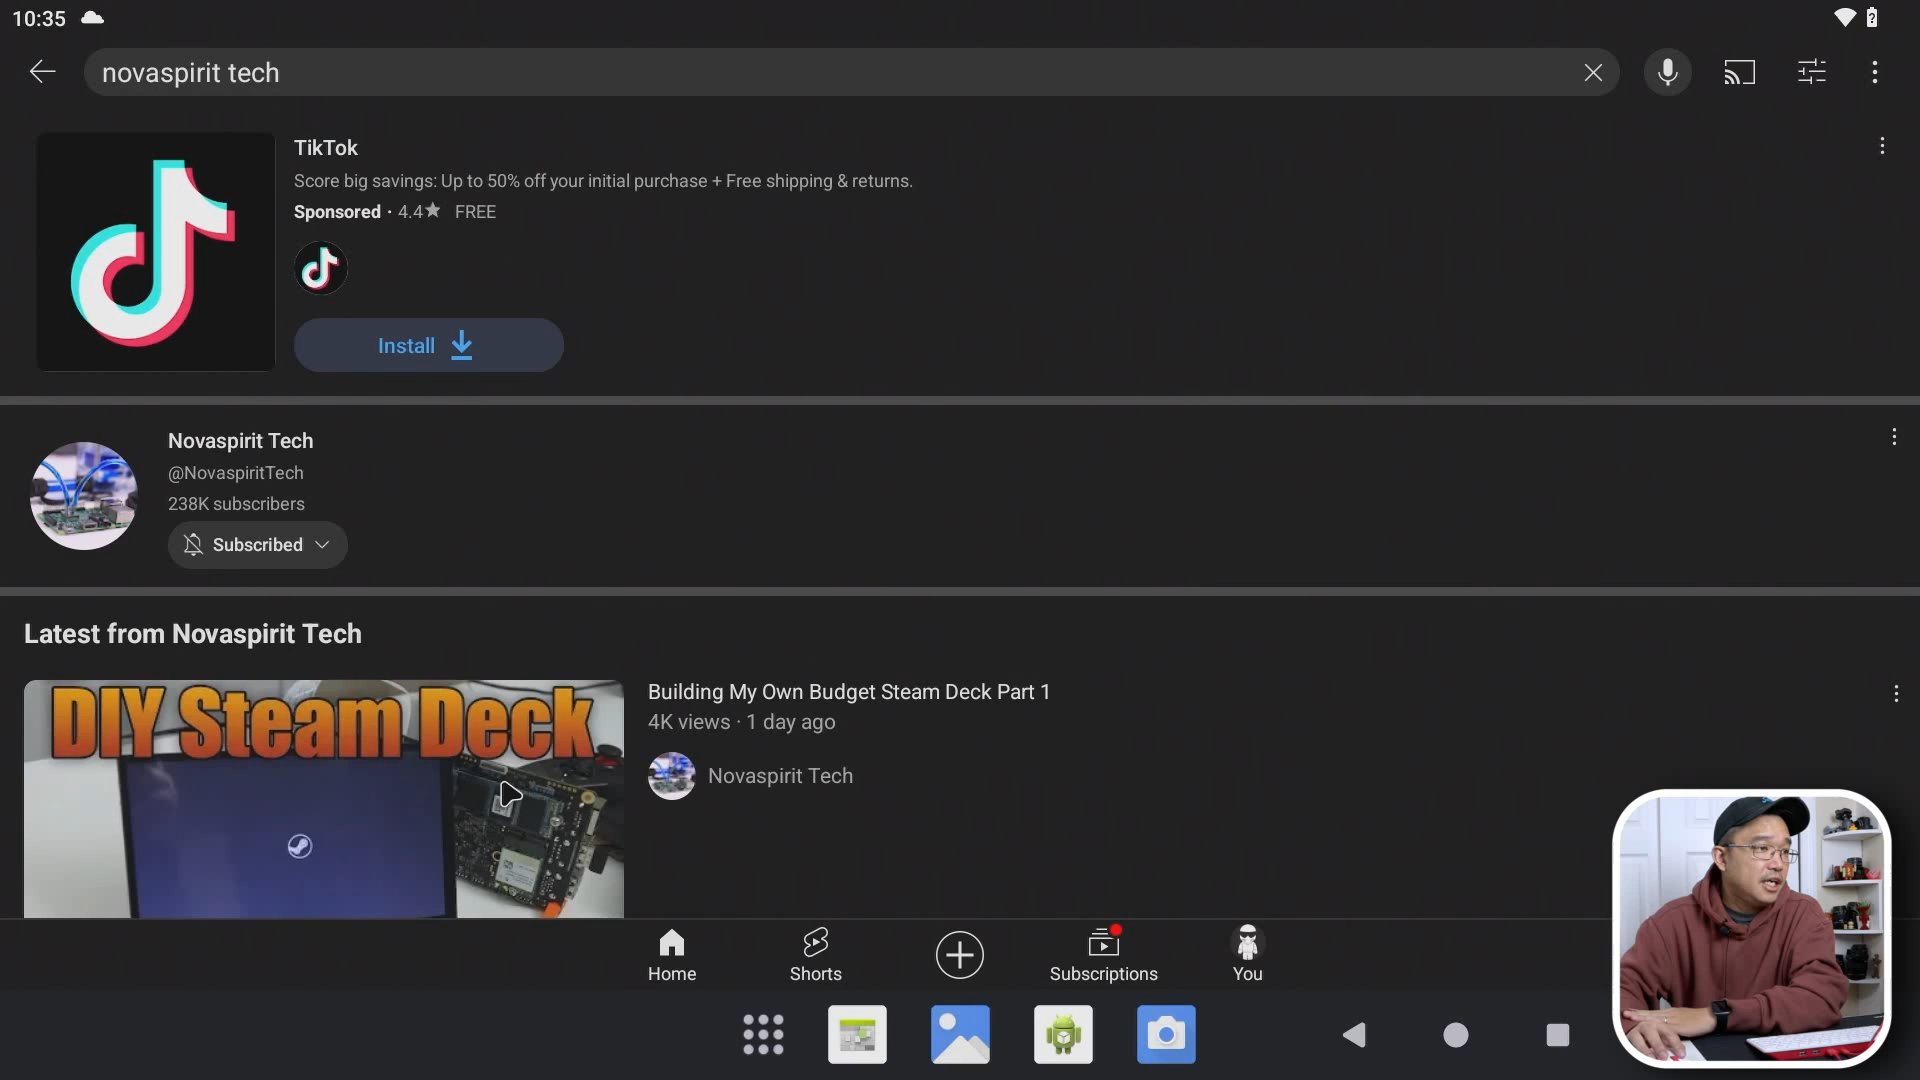 10:35
novaspirit tech
TikTok
Score big savings: Up to 50% off your initial purchase + Free shipping & returns.
Sponsored · 4.4★ FREE
Install
Novaspirit Tech
@NovaspiritTech
238K subscribers
Subscribed
Latest from Novaspirit Tech
DIY Steam Deck
Building My Own Budget Steam Deck Part 1
4K views · 1 day ago
Novaspirit Tech
Home
Shorts
Subscriptions
You